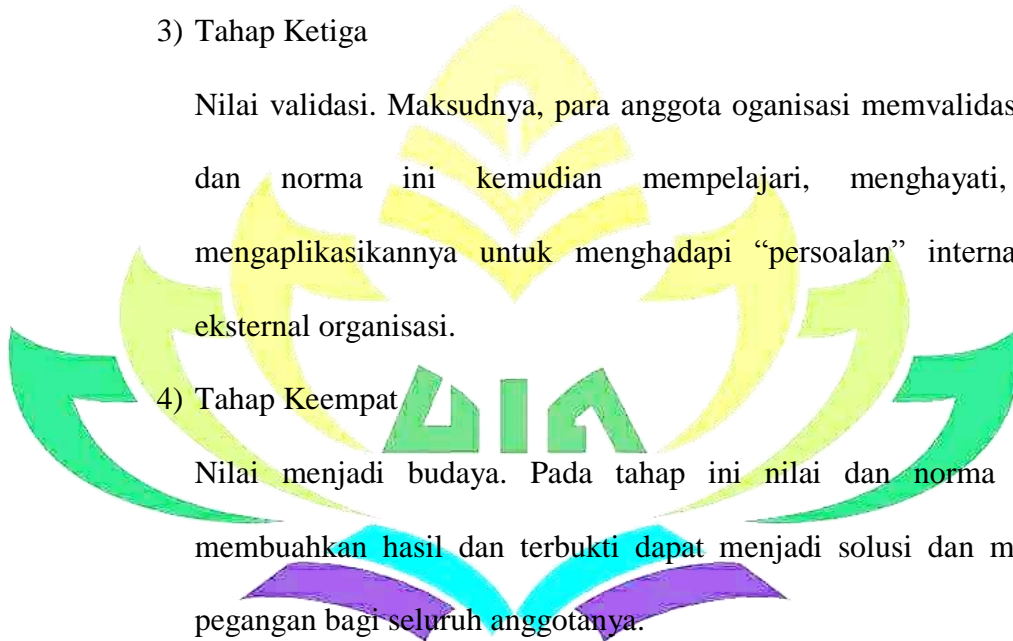 3) Tahap Ketiga
Nilai validasi. Maksudnya, para anggota oganisasi memvalidas
dan norma ini kemudian mempelajari, menghayati,
mengaplikasikannya untuk menghadapi “persoalan” interna
eksternal organisasi.
4) Tahap Keempat
UIN
Nilai menjadi budaya. Pada tahap ini nilai dan norma
membuahkan hasil dan terbukti dapat menjadi solusi dan m
pegangan bagi seluruh anggotanya.